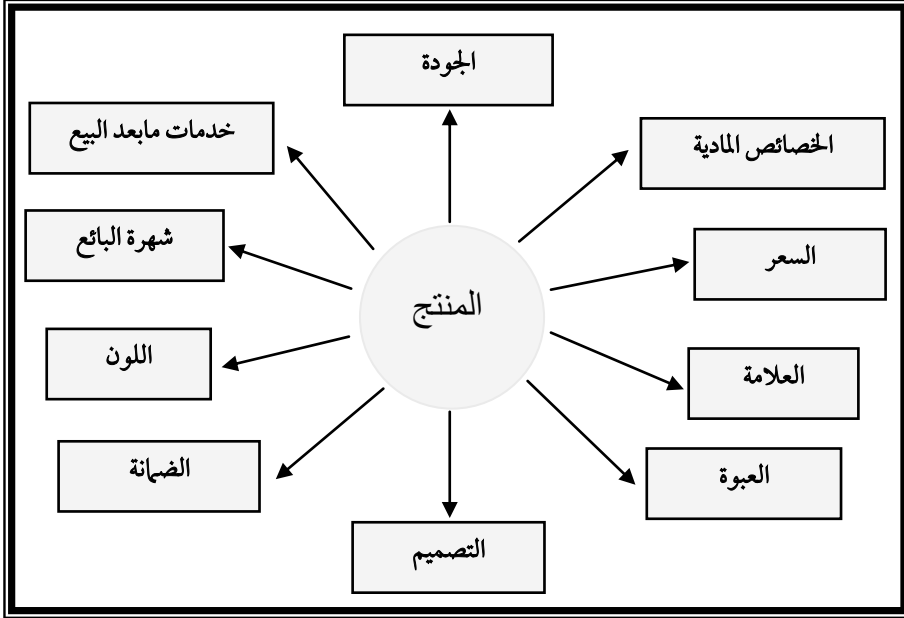 الجودة
الخصائص المادية
خدمات مابعد البيع
شهرة البائع
السعر
المنتج
اللون
العلامة
الضمانة
العبوة
التصميم